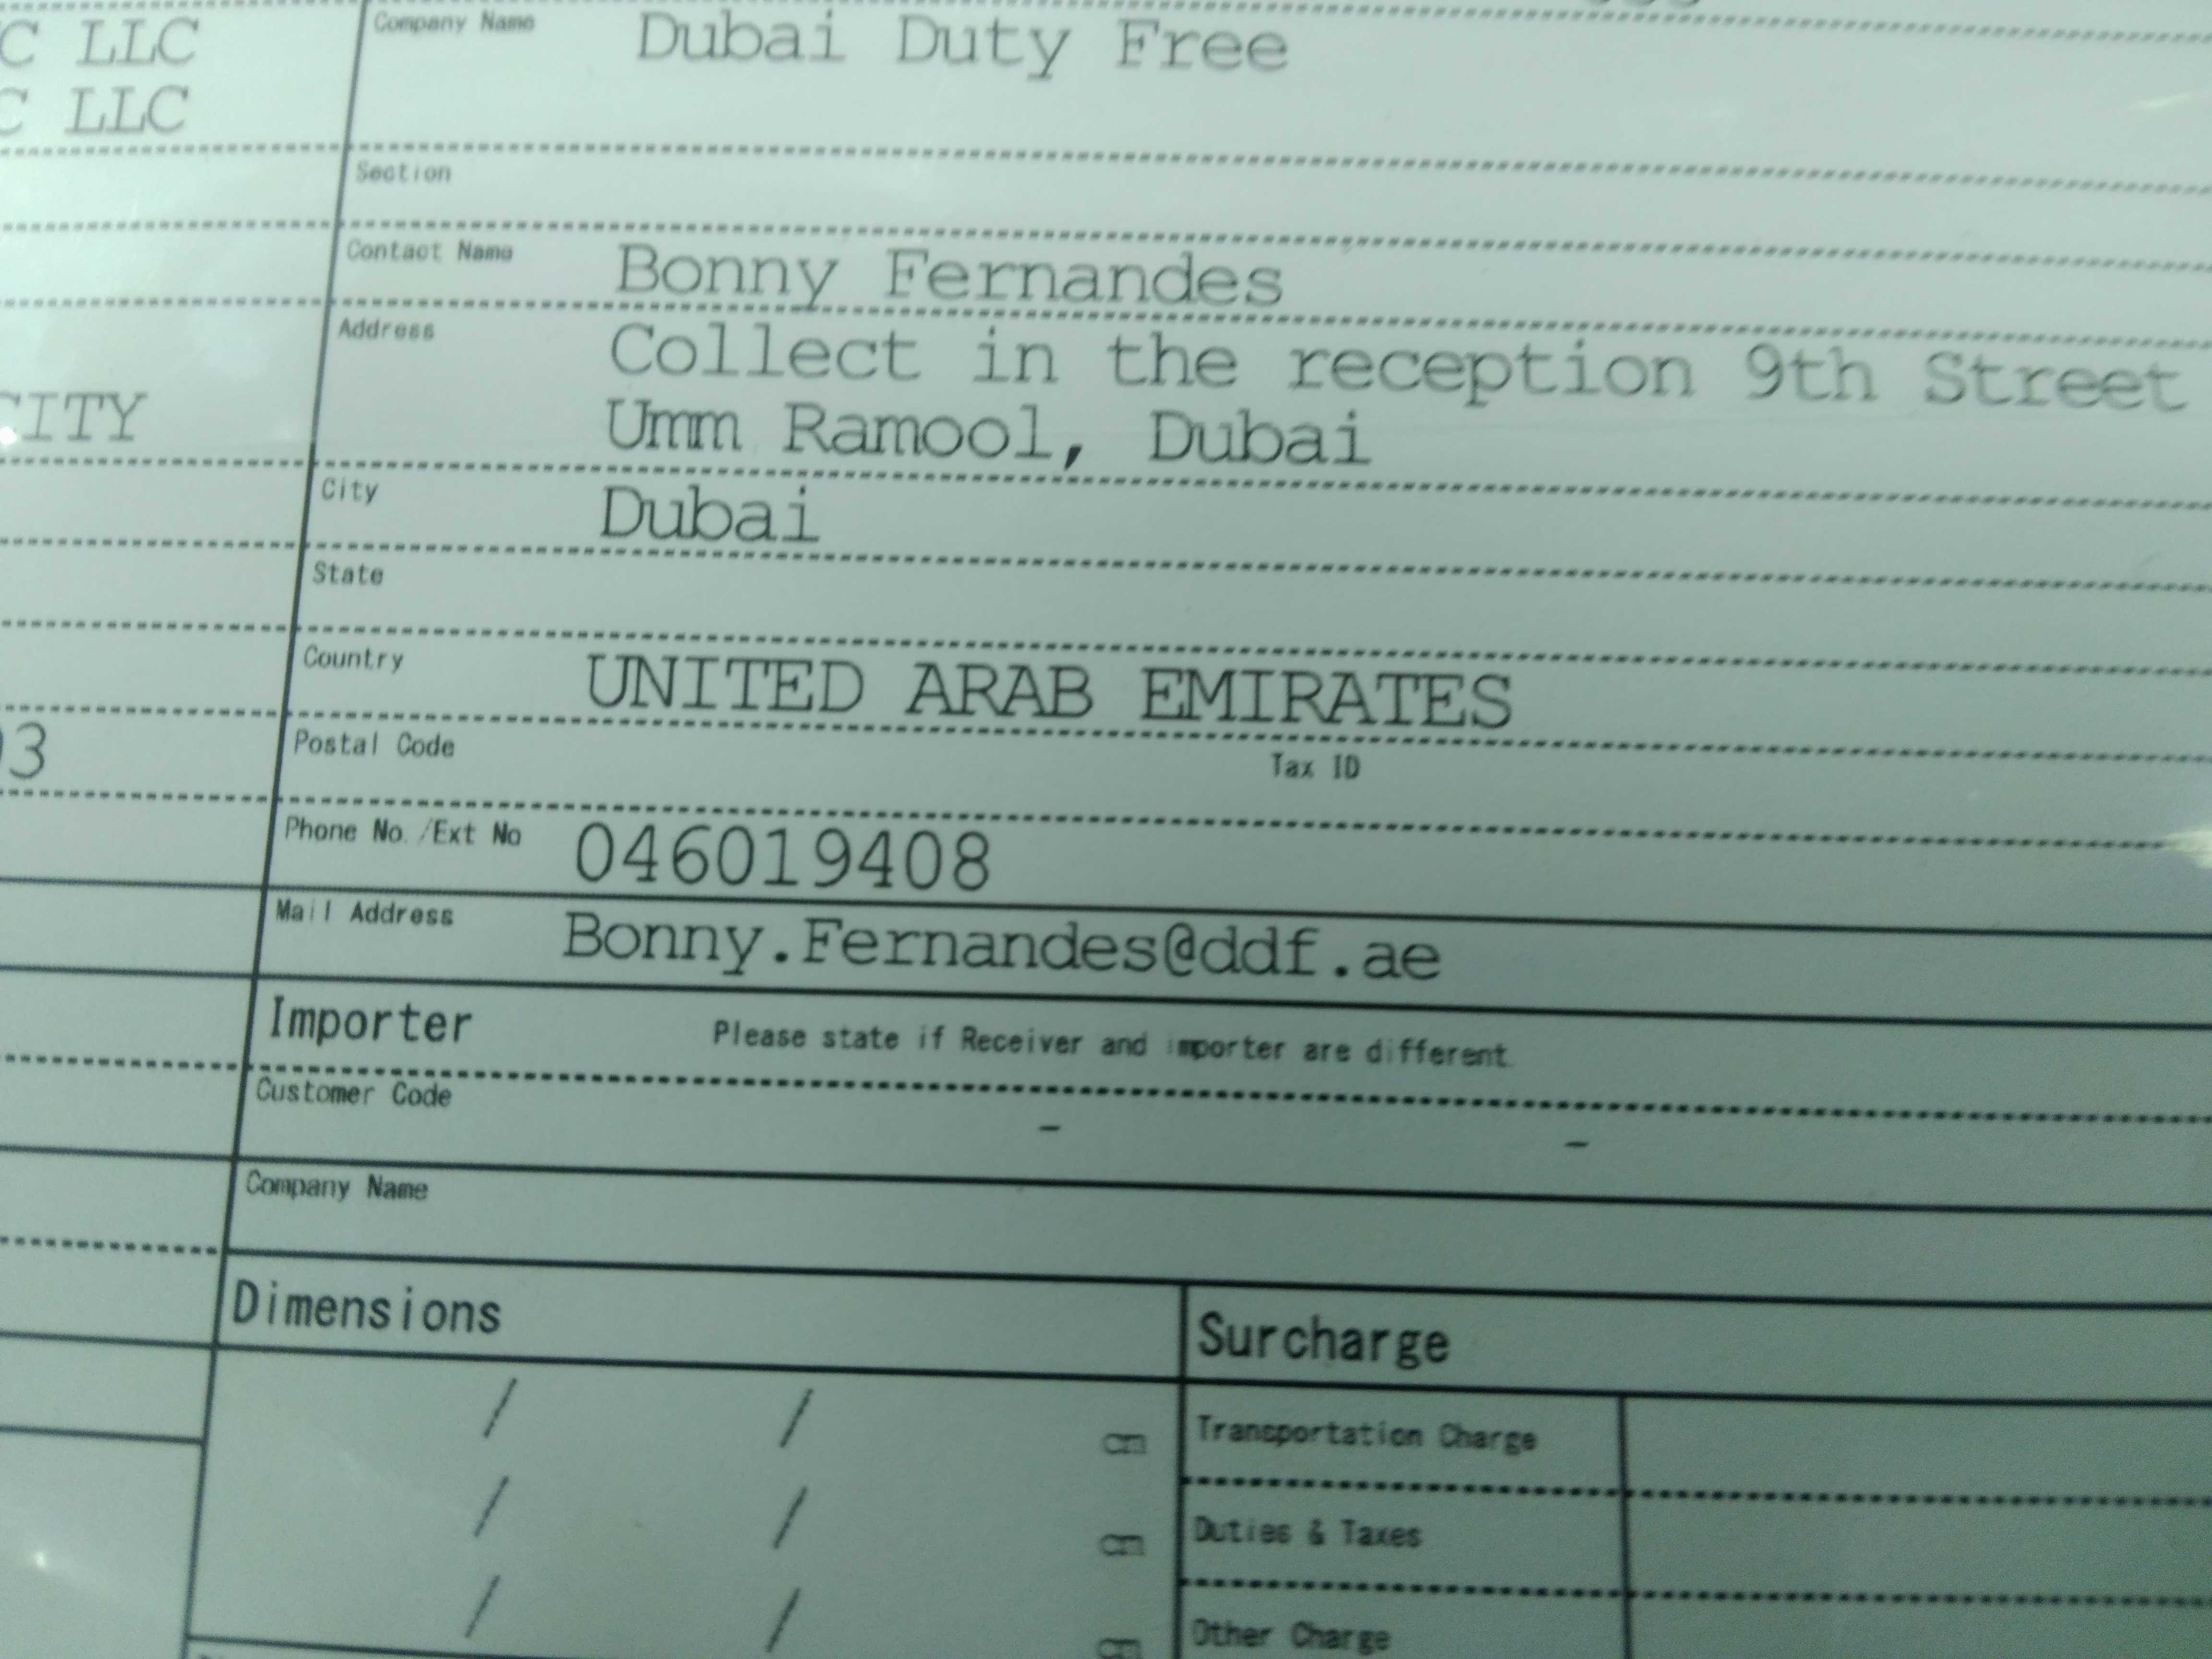 C LLC
C LLC
CITY
3
Company Name Dubai Duty Free
Section
Contact Name Bonny Fernandes
Address Collect in the reception 9th Street
Umm Ramool, Dubai
City Dubai
State
Country UNITED ARAB EMIRATES
Postal Code Tax ID
Phone No./Ext No 046019408
Mail Address Bonny.Fernandes@ddf.ae
Importer Please state if Receiver and importer are different.
Customer Code - -
Company Name
Dimensions Surcharge
/ / cm Transportation Charge
/ / cm Duties & Taxes
/ / cm Other Charge